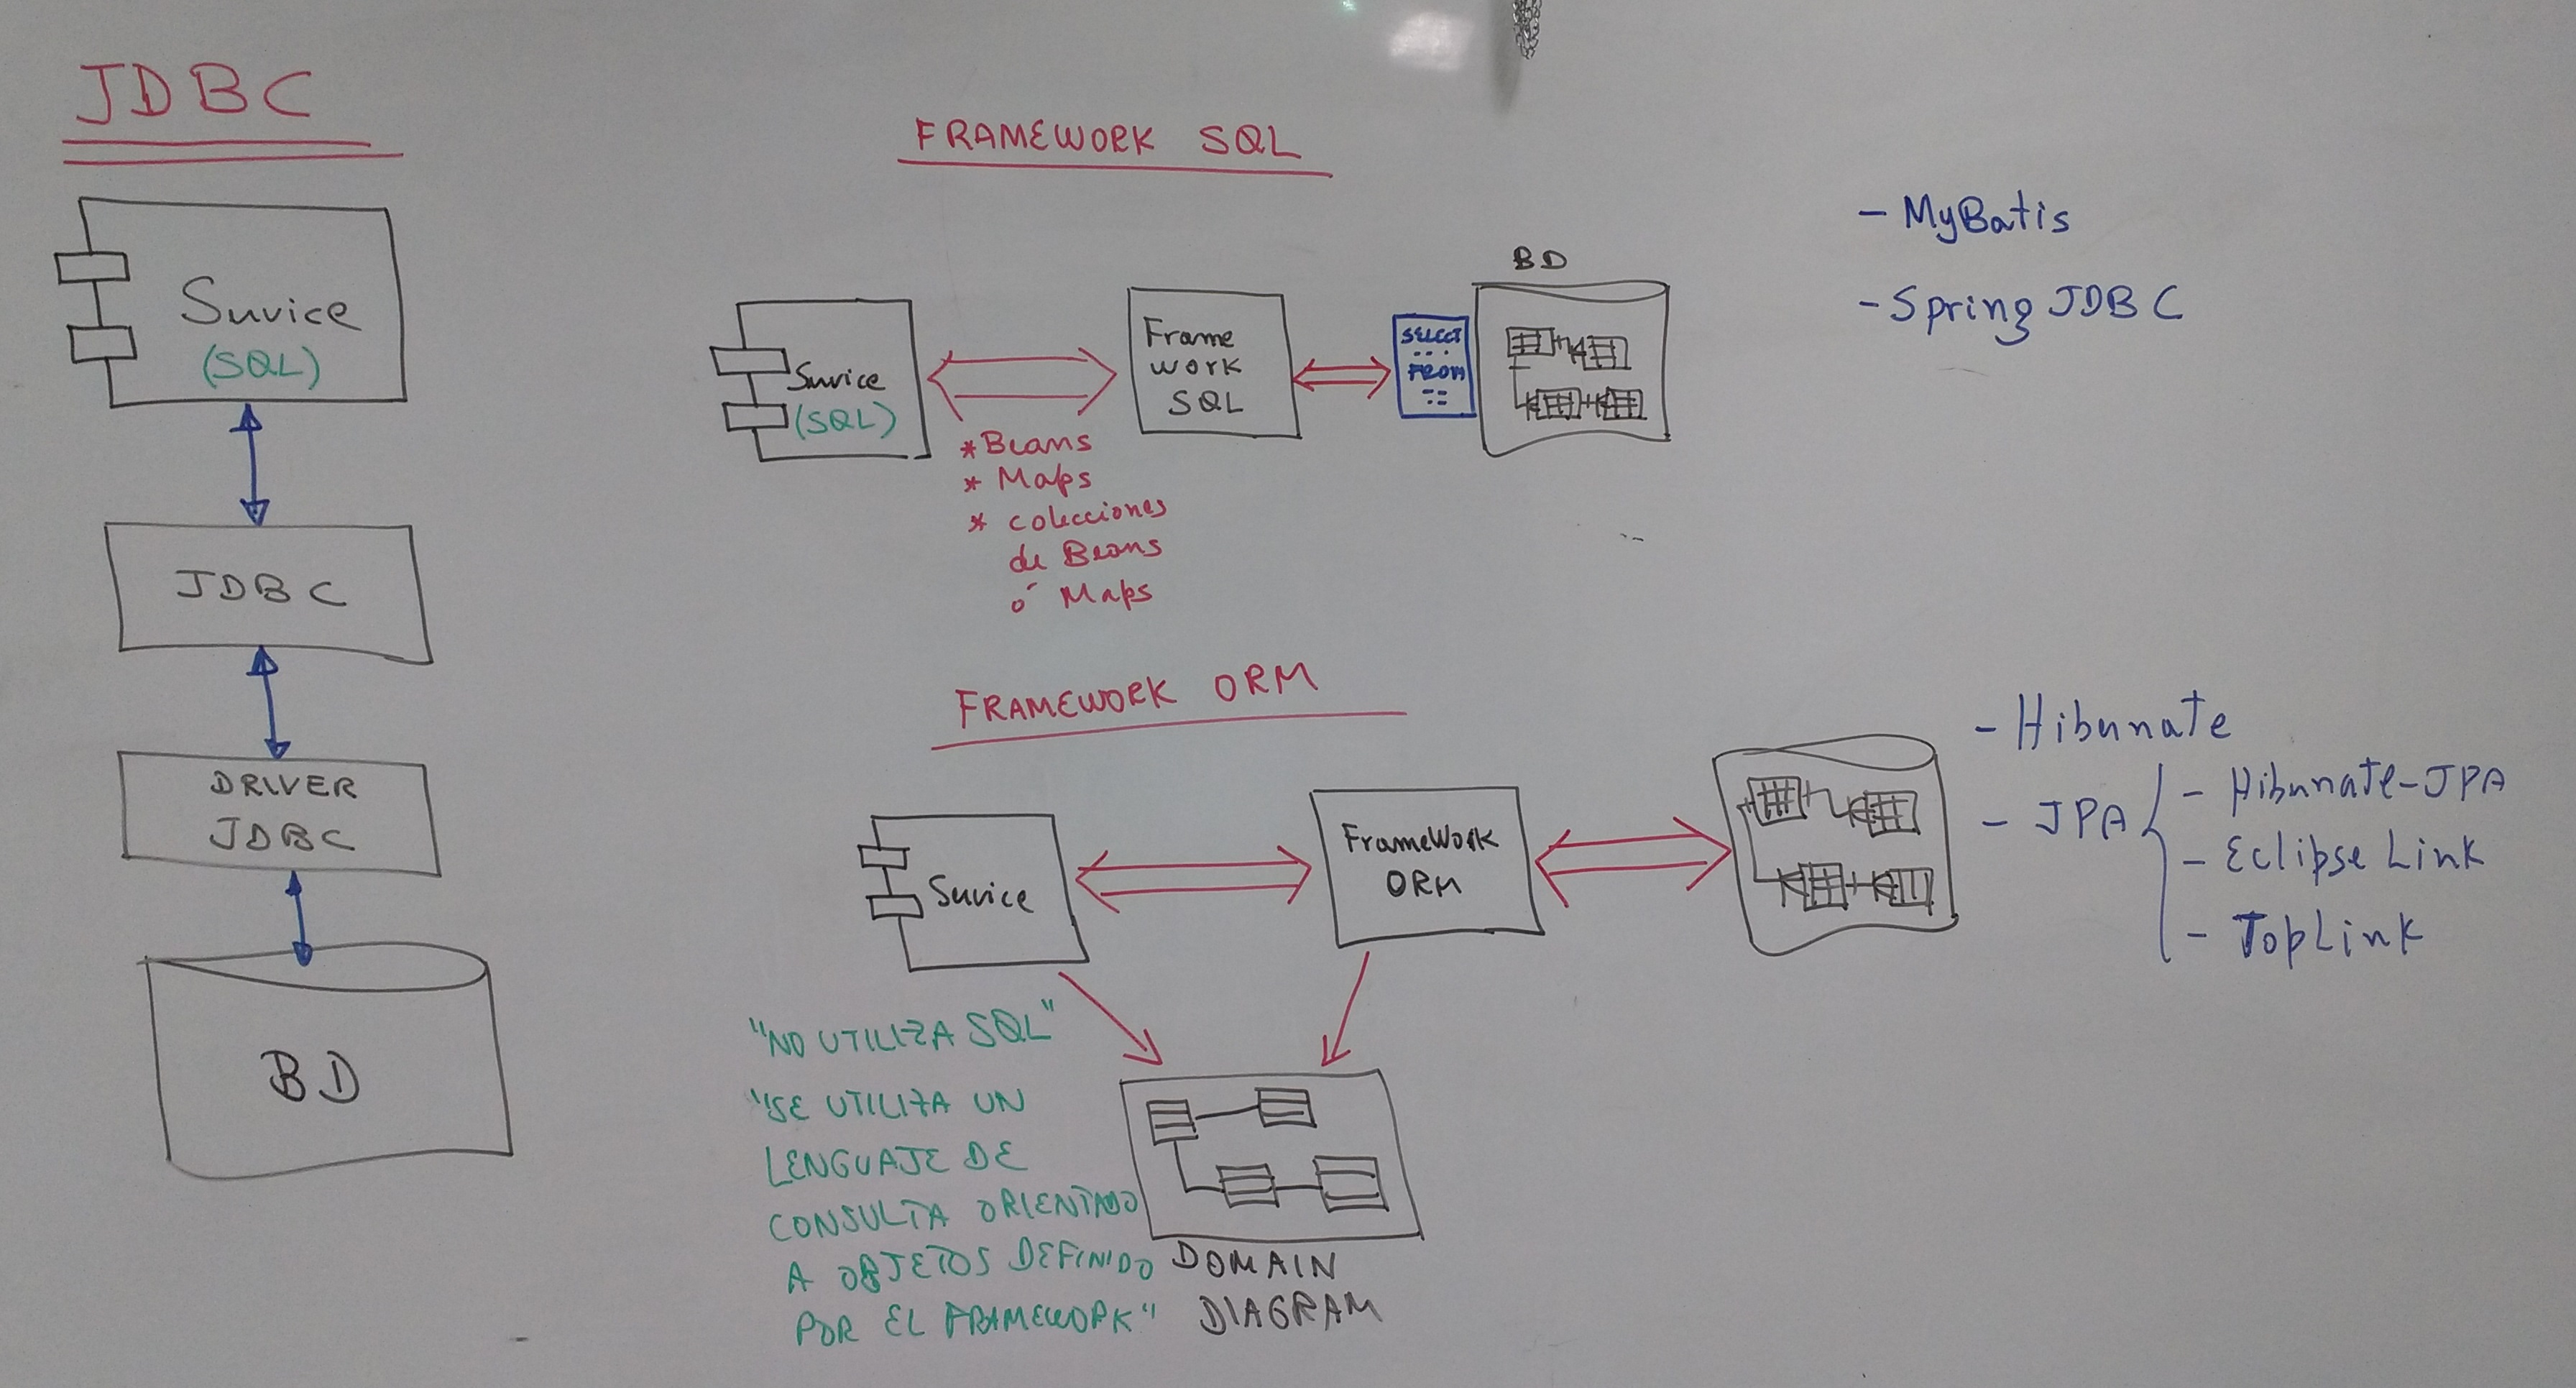 JDBC
Service
(SQL)
JDBC
DRIVER
JDBC
BD
FRAMEWORK SQL
Service
(SQL)
* Beans
* Maps
* colecciones
de Beans
ó Maps
Frame
work
SQL
SELECT
...
FROM
BD
- MyBatis
- Spring JDBC
FRAMEWORK ORM
Service
FrameWork
ORM
- Hibernate
- JPA
- Hibernate-JPA
- Eclipse Link
- TopLink
"NO UTILIZA SQL"
"SE UTILIZA UN
LENGUAJE DE
CONSULTA ORIENTADO
A OBJETOS DEFINIDO
POR EL FRAMEWORK"
DOMAIN
DIAGRAM